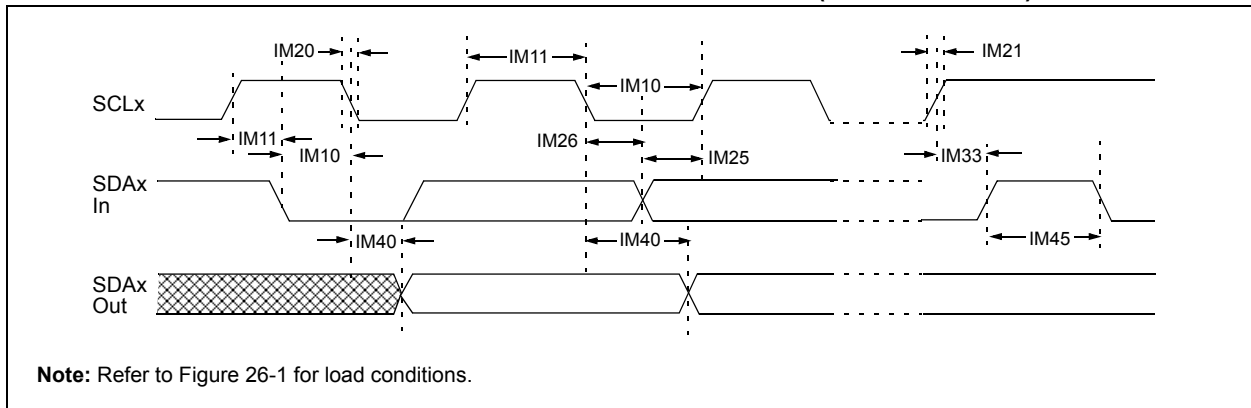 IM20
IM11
IM21
IM10
SCLx
IM11
IM10
IM26
IM25
IM33
SDAx
In
IM40
IM40
IM45
SDAx
Out
Note: Refer to Figure 26-1 for load conditions.